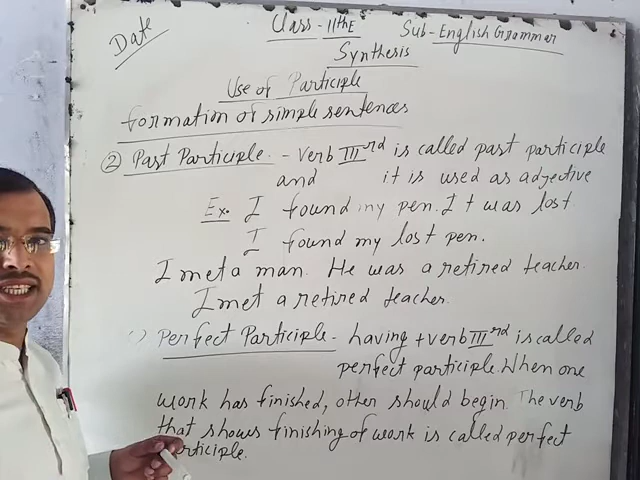 Date
Class - 11thE Sub-English Grammer
Synthesis
Use of Participle
formation of simple sentences
② Past Participle. - verb IIIrd is called past participle
and it is used as adjective
Ex. I found my pen. It was lost.
I found my lost pen.
I met a man. He was a retired teacher.
I met a retired teacher.
Perfect Participle - having + verb IIIrd is called
perfect participle. When one
work has finished, other should begin. The verb
that shows finishing of work is called perfect
participle.